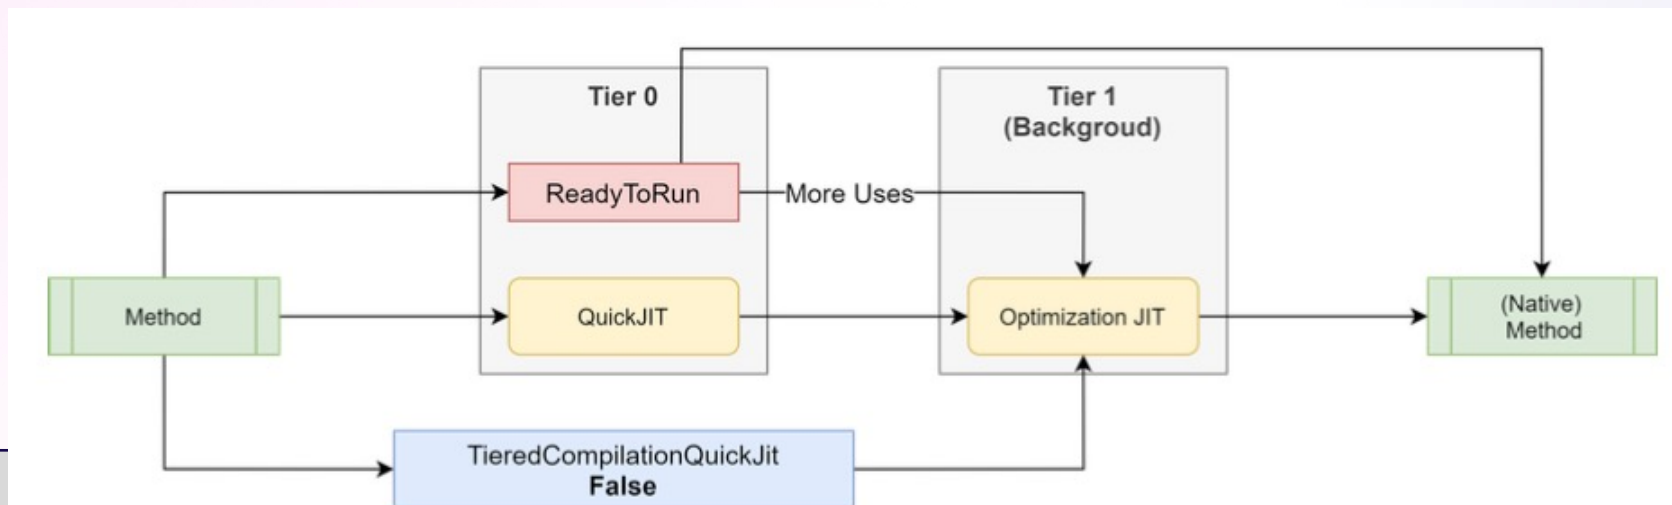 Tier 0
Tier 1
(Backgroud)
ReadyToRun
More Uses
Method
QuickJIT
Optimization JIT
(Native)
Method
TieredCompilationQuickJit
False